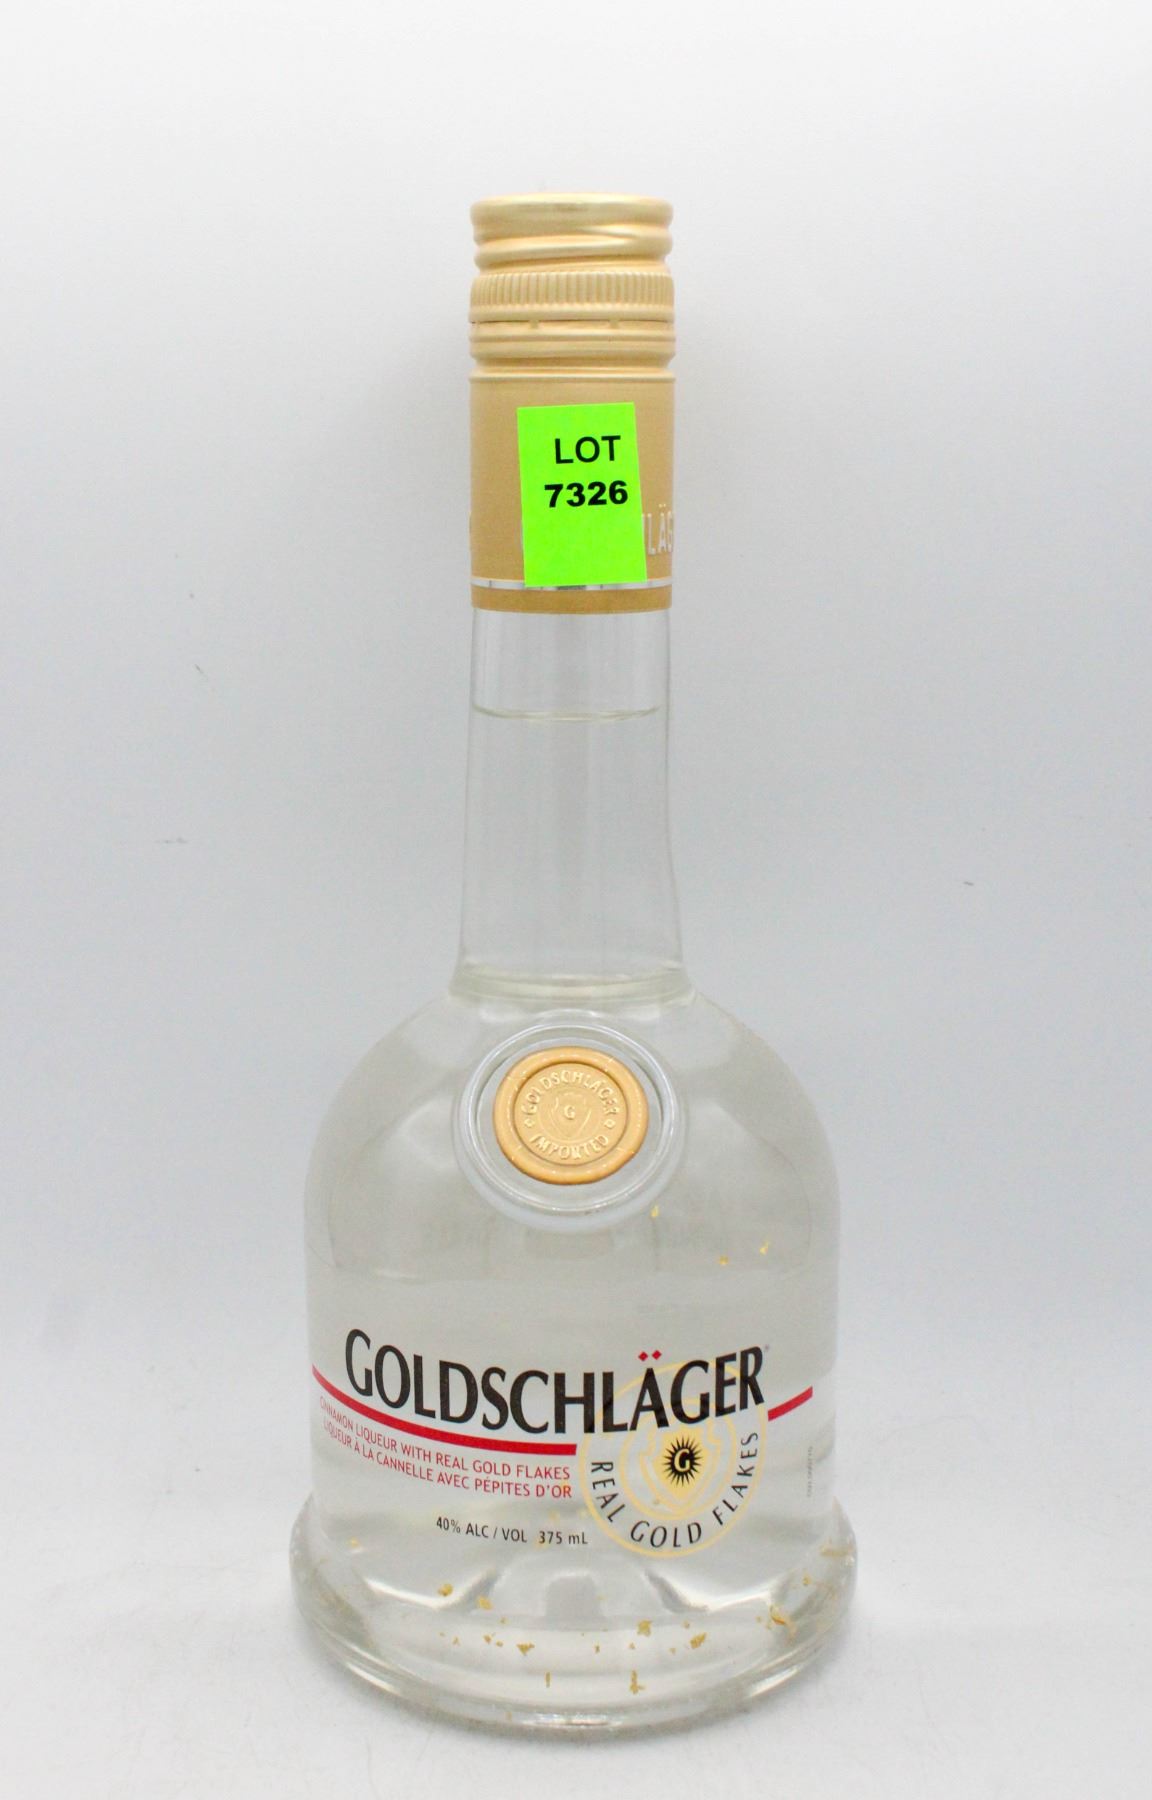 LOT
7326
LÄG
GOLDSCHLÄGER
G
IMPORTED
GOLDSCHLÄGER
CINNAMON LIQUEUR WITH REAL GOLD FLAKES
LIQUEUR À LA CANNELLE AVEC PÉPITES D'OR
G
REAL GOLD FLAKES
40% ALC / VOL 375 mL